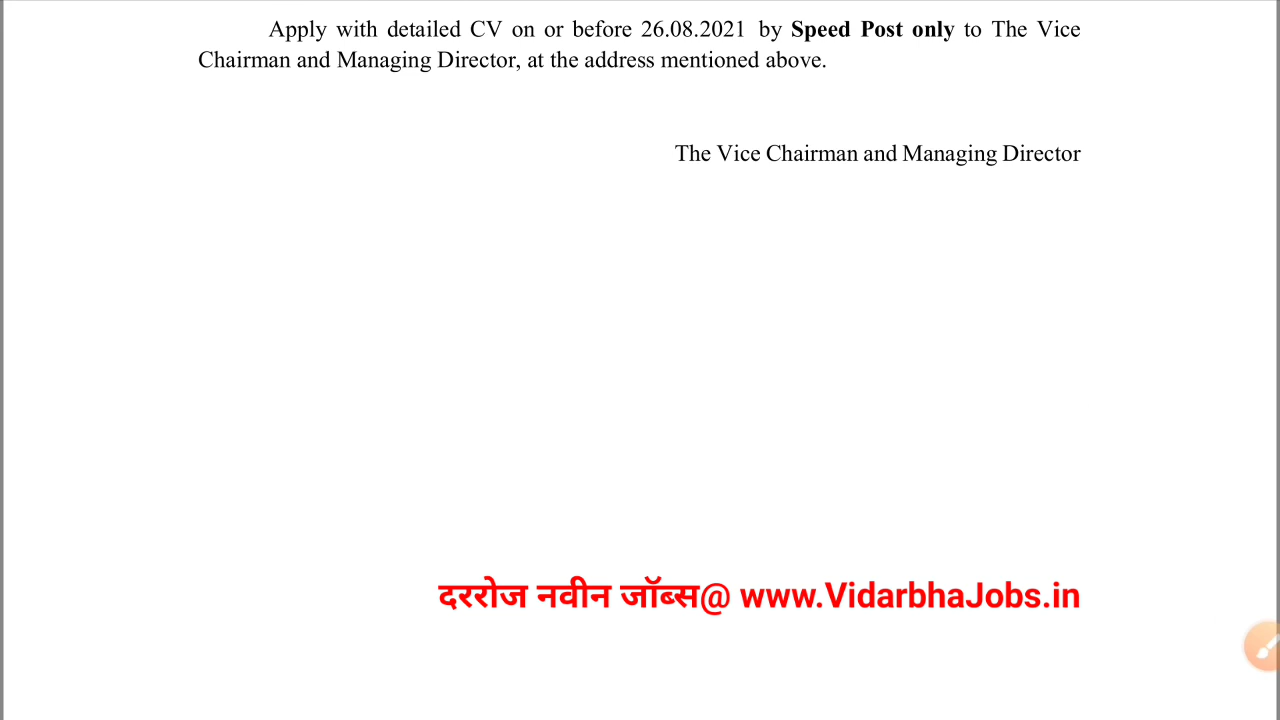 Apply with detailed CV on or before 26.08.2021 by Speed Post only to The Vice
Chairman and Managing Director, at the address mentioned above.
The Vice Chairman and Managing Director
दररोज नवीन जॉब्स@ www.VidarbhaJobs.in